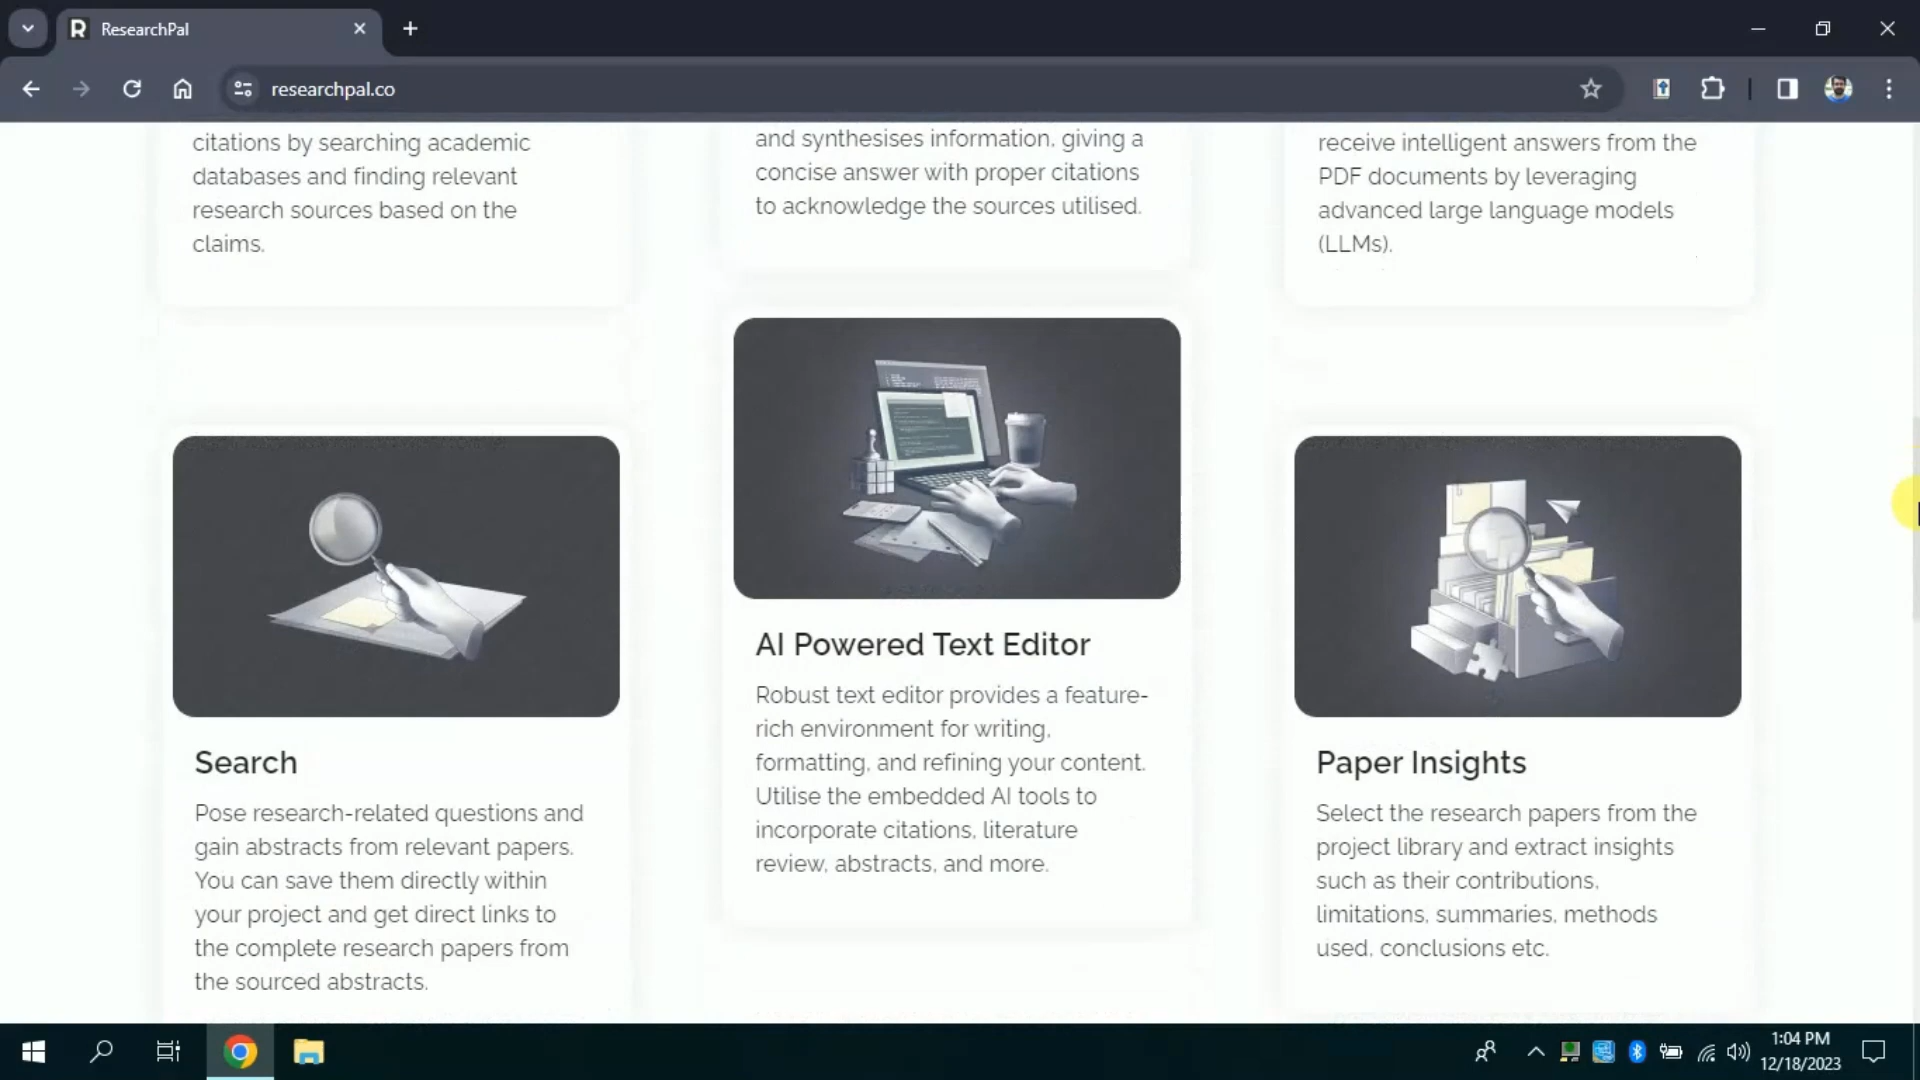 ResearchPal
researchpal.co
citations by searching academic
databases and finding relevant
research sources based on the
claims.
and synthesises information, giving a
concise answer with proper citations
to acknowledge the sources utilised.
receive intelligent answers from the
PDF documents by leveraging
advanced large language models
(LLMs).
Search
Pose research-related questions and
gain abstracts from relevant papers.
You can save them directly within
your project and get direct links to
the complete research papers from
the sourced abstracts.
AI Powered Text Editor
Robust text editor provides a feature-
rich environment for writing,
formatting, and refining your content.
Utilise the embedded AI tools to
incorporate citations, literature
review, abstracts, and more.
Paper Insights
Select the research papers from the
project library and extract insights
such as their contributions,
limitations, summaries, methods
used, conclusions etc.
1:04 PM
12/18/2023